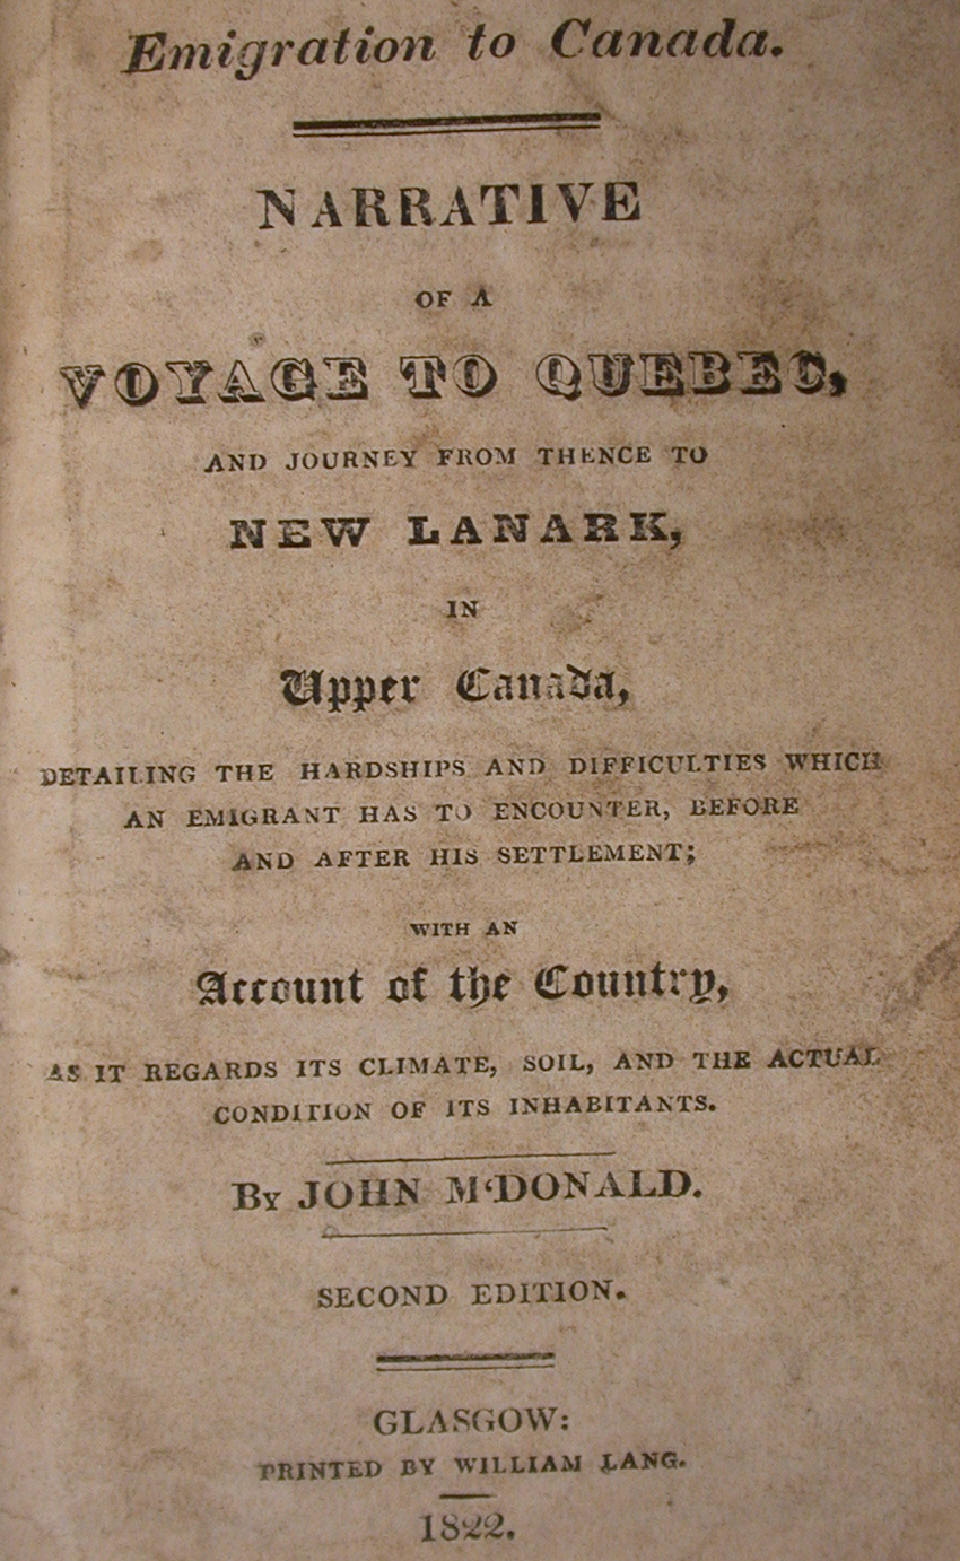 Emigration to Canada.
NARRATIVE
OF A
VOYAGE TO QUEBEC,
AND JOURNEY FROM THENCE TO
NEW LANARK,
IN
Upper Canada,
DETAILING THE HARDSHIPS AND DIFFICULTIES WHICH
AN EMIGRANT HAS TO ENCOUNTER, BEFORE
AND AFTER HIS SETTLEMENT;
WITH AN
Account of the Country,
AS IT REGARDS ITS CLIMATE, SOIL, AND THE ACTUAL
CONDITION OF ITS INHABITANTS.
By JOHN M‘DONALD.
SECOND EDITION.
GLASGOW:
PRINTED BY WILLIAM LANG.
1822.